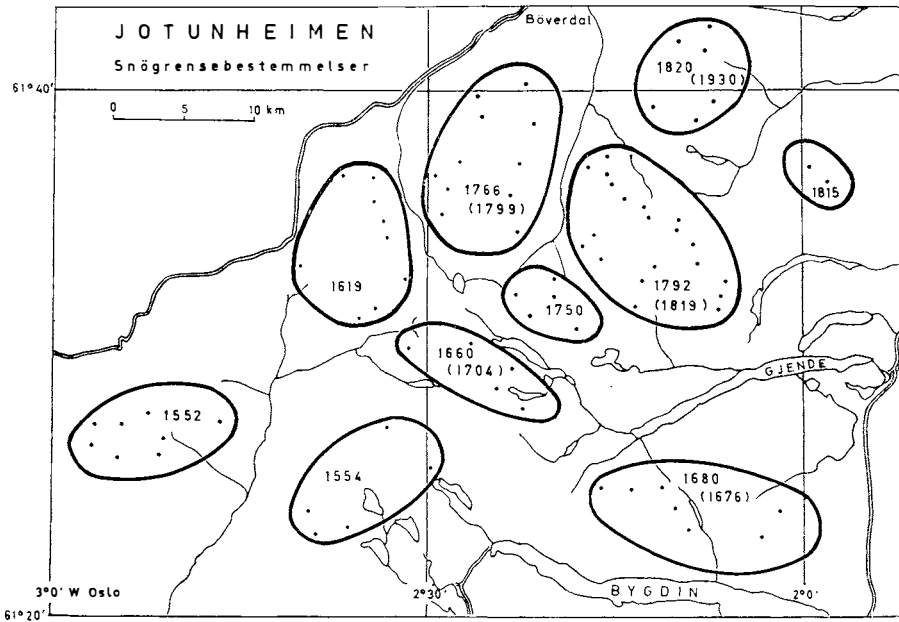 JOTUNHEIMEN
Snögrensebestemmelser
0 5 10 km
Böverdal
61°40'
1820
(1930)
1815
1766
(1799)
1792
(1819)
1619
1750
1660
(1704)
GJENDE
1552
1554
1680
(1676)
BYGDIN
3°0' W Oslo
2°30'
2°0'
61°20'